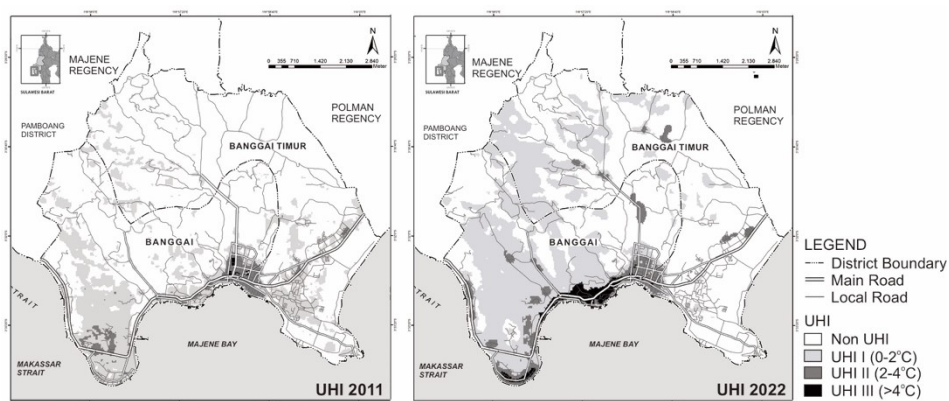 N
0 355 710 1.420 2.130 2.840
Meter
MAJENE
REGENCY
SULAWESI BARAT
POLMAN
REGENCY
PAMBOANG
DISTRICT
BANGGAI TIMUR
BANGGAI
STRAIT
MAKASSAR
STRAIT
MAJENE BAY
UHI 2011
N
0 355 710 1.420 2.130 2.840
Meter
MAJENE
REGENCY
SULAWESI BARAT
POLMAN
REGENCY
PAMBOANG
DISTRICT
BANGGAI TIMUR
BANGGAI
STRAIT
MAKASSAR
STRAIT
MAJENE BAY
UHI 2022
LEGEND
District Boundary
Main Road
Local Road
UHI
Non UHI
UHI I (0-2°C)
UHI II (2-4°C)
UHI III (>4°C)